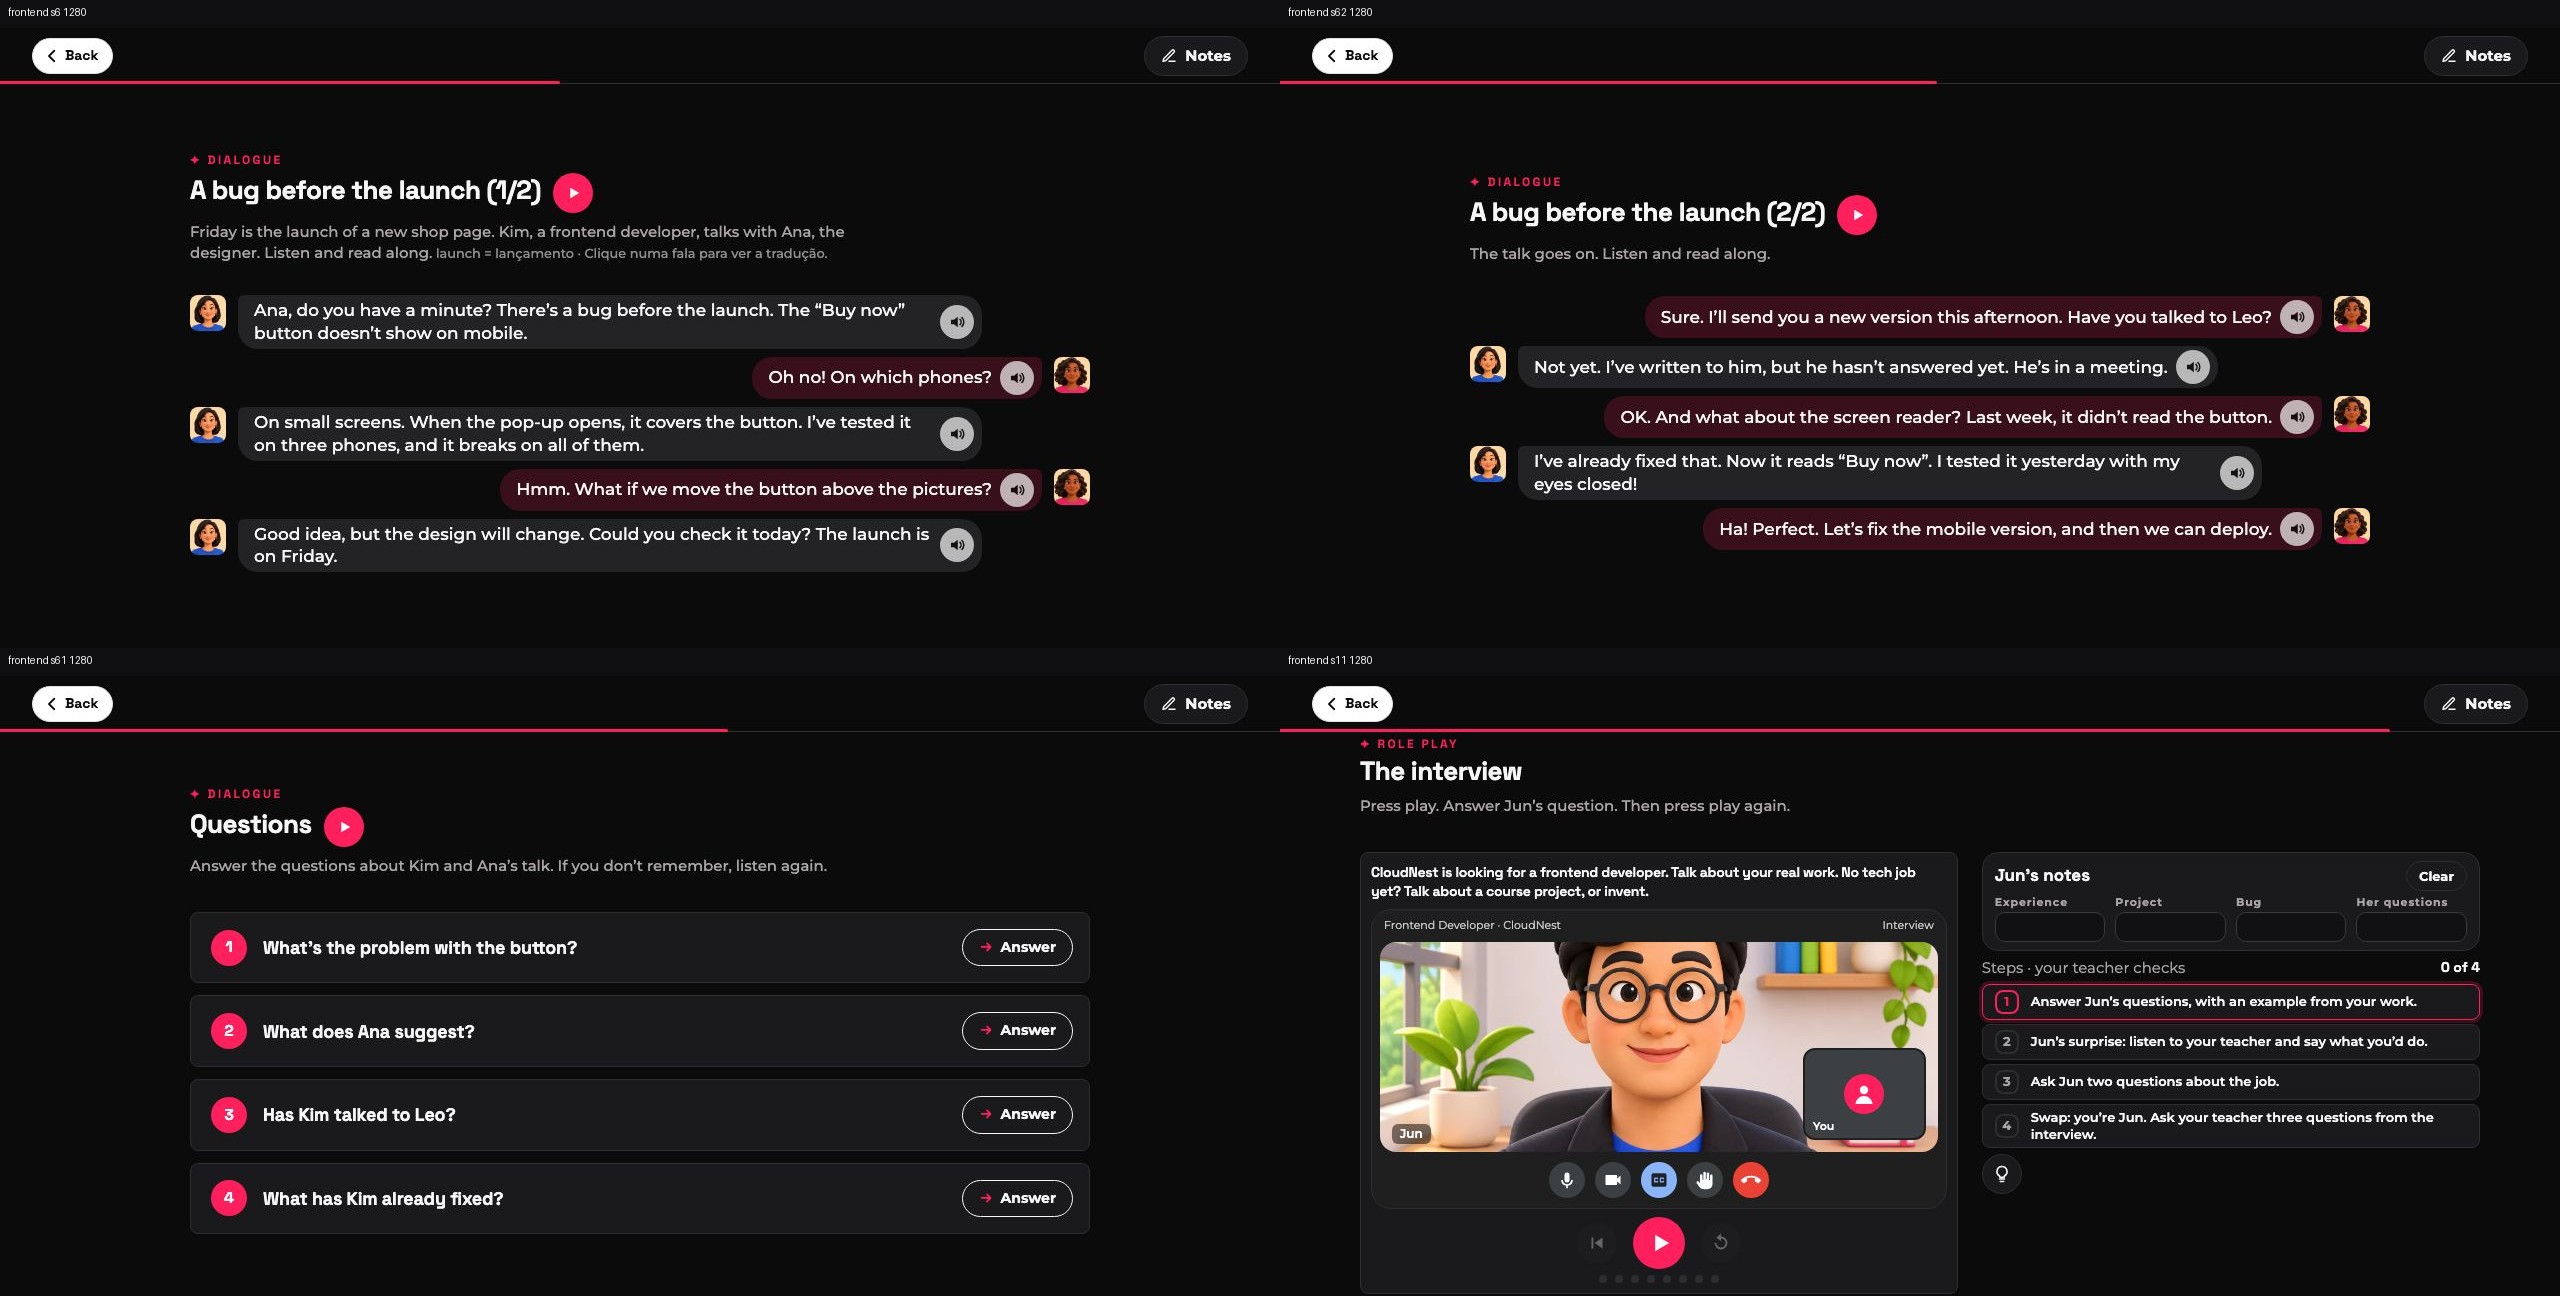 frontend s6 1280
Back
Notes
DIALOGUE
A bug before the launch (1/2)
Friday is the launch of a new shop page. Kim, a frontend developer, talks with Ana, the
designer. Listen and read along. launch = lançamento · Clique numa fala para ver a tradução.
Ana, do you have a minute? There’s a bug before the launch. The “Buy now”
button doesn’t show on mobile.
Oh no! On which phones?
On small screens. When the pop-up opens, it covers the button. I’ve tested it
on three phones, and it breaks on all of them.
Hmm. What if we move the button above the pictures?
Good idea, but the design will change. Could you check it today? The launch is
on Friday.
frontend s62 1280
Back
Notes
DIALOGUE
A bug before the launch (2/2)
The talk goes on. Listen and read along.
Sure. I’ll send you a new version this afternoon. Have you talked to Leo?
Not yet. I’ve written to him, but he hasn’t answered yet. He’s in a meeting.
OK. And what about the screen reader? Last week, it didn’t read the button.
I’ve already fixed that. Now it reads “Buy now”. I tested it yesterday with my
eyes closed!
Ha! Perfect. Let’s fix the mobile version, and then we can deploy.
frontend s61 1280
Back
Notes
DIALOGUE
Questions
Answer the questions about Kim and Ana’s talk. If you don’t remember, listen again.
1 What’s the problem with the button? Answer
2 What does Ana suggest? Answer
3 Has Kim talked to Leo? Answer
4 What has Kim already fixed? Answer
frontend s11 1280
Back
Notes
ROLE PLAY
The interview
Press play. Answer Jun’s question. Then press play again.
CloudNest is looking for a frontend developer. Talk about your real work. No tech job
yet? Talk about a course project, or invent.
Frontend Developer · CloudNest
Interview
Jun
You
CC
Jun’s notes
Clear
Experience Project Bug Her questions
Steps · your teacher checks
0 of 4
1 Answer Jun’s questions, with an example from your work.
2 Jun’s surprise: listen to your teacher and say what you’d do.
3 Ask Jun two questions about the job.
4 Swap: you’re Jun. Ask your teacher three questions from the
interview.